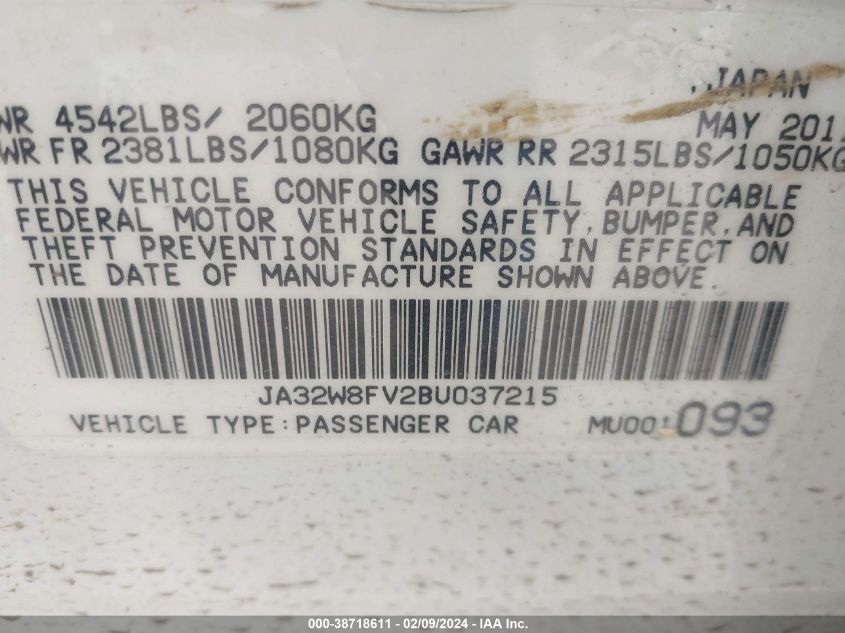 JAPAN
WR 4542LBS/ 2060KG MAY 2011
WR FR 2381LBS/1080KG GAWR RR 2315LBS/1050KG
THIS VEHICLE CONFORMS TO ALL APPLICABLE
FEDERAL MOTOR VEHICLE SAFETY, BUMPER, AND
THEFT PREVENTION STANDARDS IN EFFECT ON
THE DATE OF MANUFACTURE SHOWN ABOVE.
JA32W8FV2BU037215
VEHICLE TYPE:PASSENGER CAR MU001093
000-38718611 - 02/09/2024 - IAA Inc.